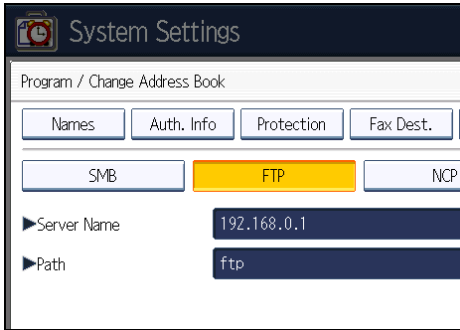 System Settings
Program / Change Address Book
Names Auth. Info Protection Fax Dest.
SMB FTP NCP
▶Server Name 192.168.0.1
▶Path ftp